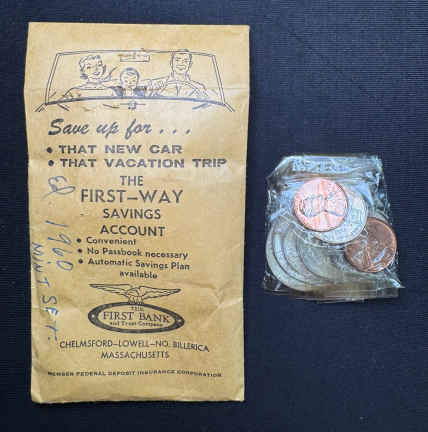 Save up for...
• THAT NEW CAR
• THAT VACATION TRIP
THE
FIRST-WAY
SAVINGS
ACCOUNT
• Convenient
• No Passbook necessary
• Automatic Savings Plan
available
THE
FIRST BANK
and Trust Company
CHELMSFORD-LOWELL-NO. BILLERICA
MASSACHUSETTS
MEMBER FEDERAL DEPOSIT INSURANCE CORPORATION
1960
MINT SET